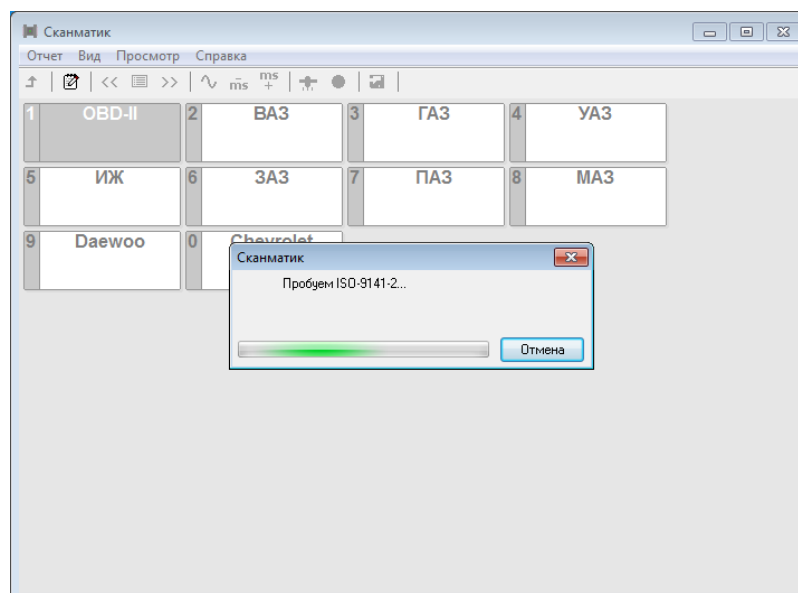 Сканматик
Отчет Вид Просмотр Справка
<< >> m̄s ms +
1 OBD-II 2 ВАЗ 3 ГАЗ 4 УАЗ
5 ИЖ 6 ЗАЗ 7 ПАЗ 8 МАЗ
9 Daewoo 0 Chevrolet
Сканматик
Пробуем ISO-9141-2...
Отмена